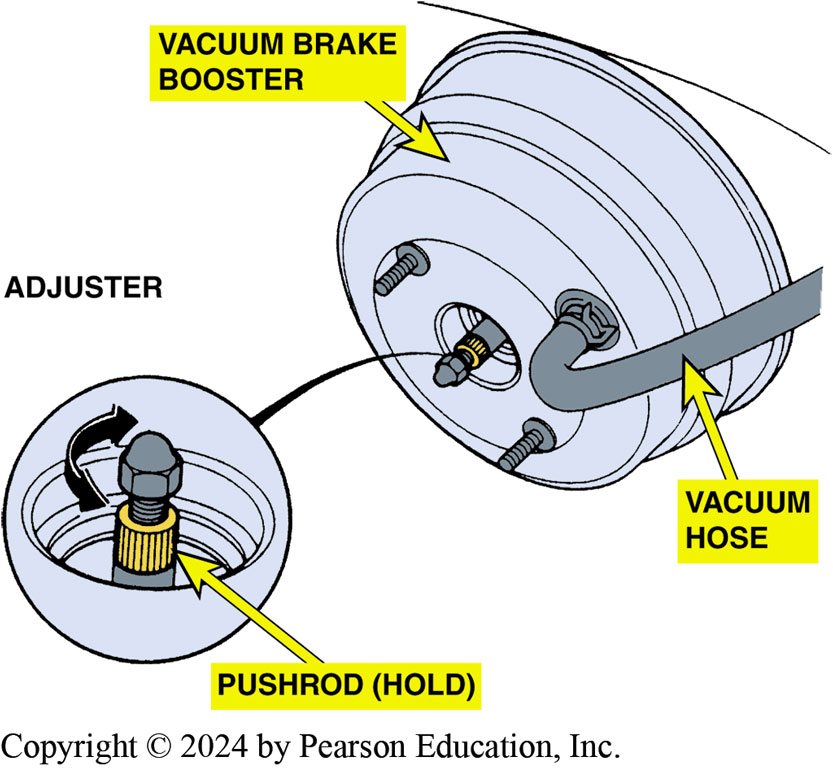 VACUUM BRAKE
BOOSTER
ADJUSTER
VACUUM
HOSE
PUSHROD (HOLD)
Copyright © 2024 by Pearson Education, Inc.